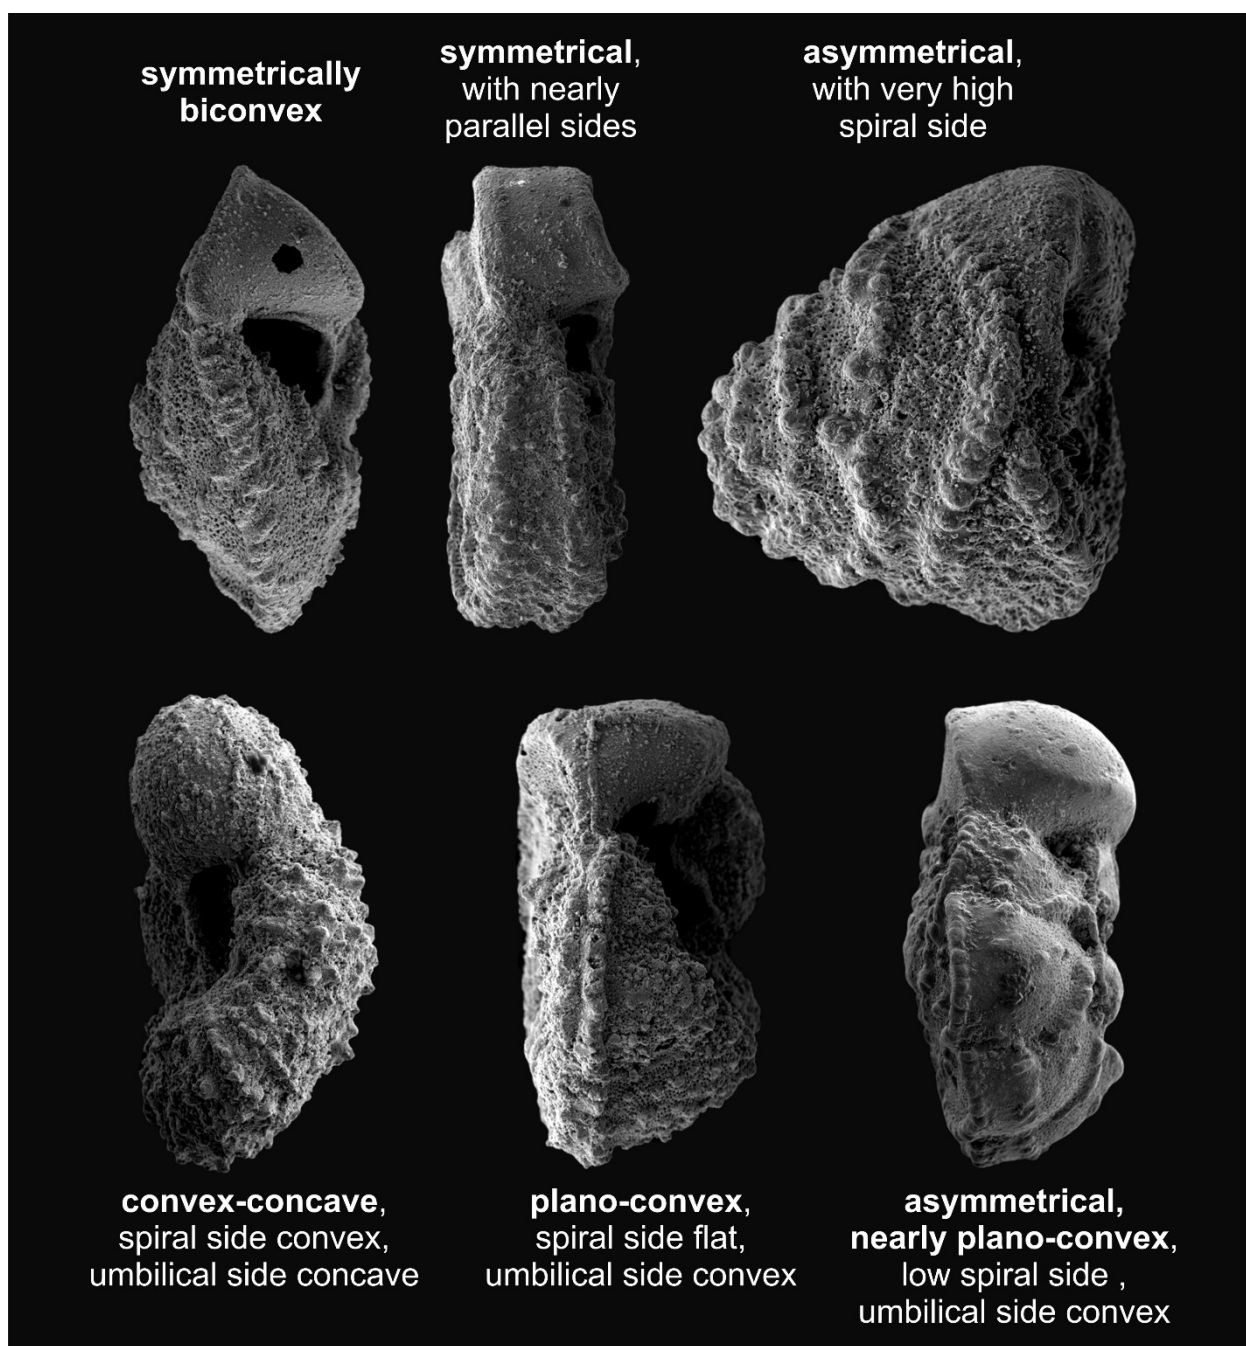 symmetrically
biconvex
symmetrical,
with nearly
parallel sides
asymmetrical,
with very high
spiral side
convex-concave,
spiral side convex,
umbilical side concave
plano-convex,
spiral side flat,
umbilical side convex
asymmetrical,
nearly plano-convex,
low spiral side ,
umbilical side convex